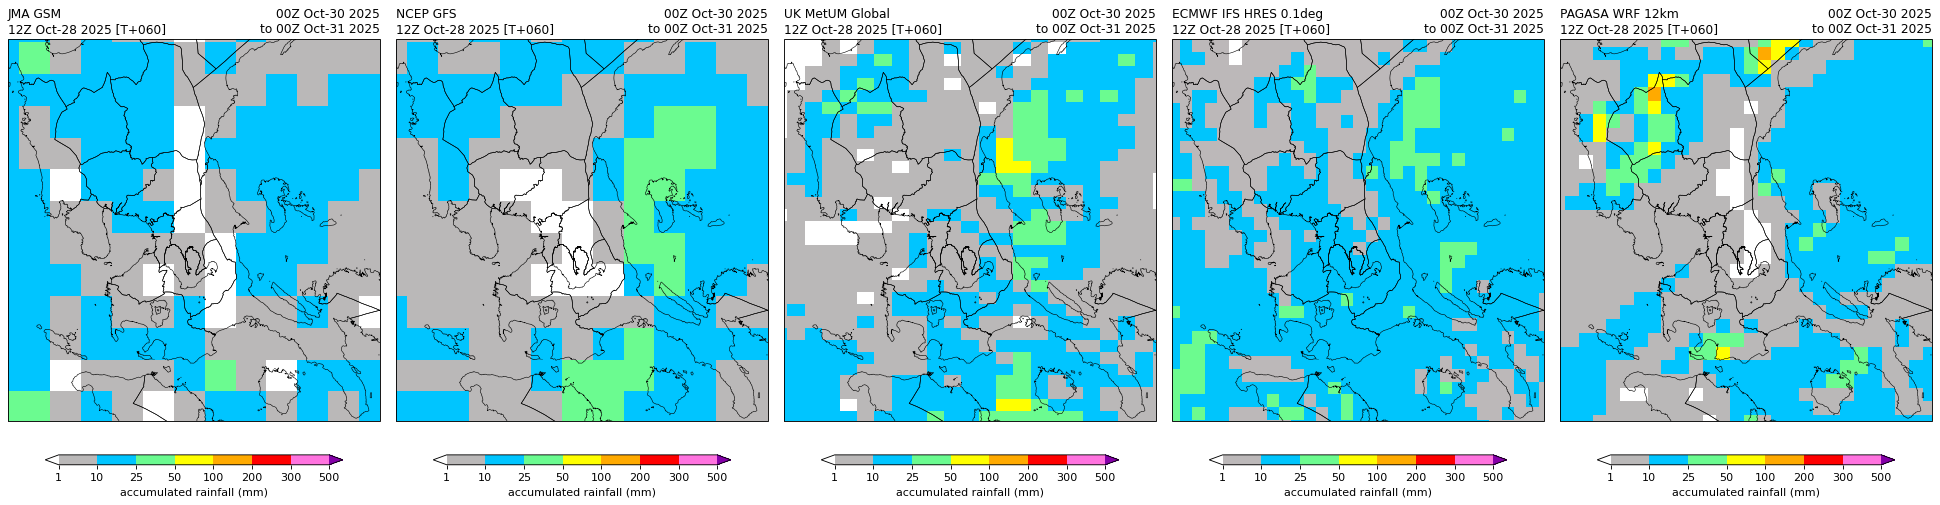 JMA GSM 00Z Oct-30 2025
12Z Oct-28 2025 [T+060] to 00Z Oct-31 2025
1 10 25 50 100 200 300 500
accumulated rainfall (mm)
NCEP GFS 00Z Oct-30 2025
12Z Oct-28 2025 [T+060] to 00Z Oct-31 2025
1 10 25 50 100 200 300 500
accumulated rainfall (mm)
UK MetUM Global 00Z Oct-30 2025
12Z Oct-28 2025 [T+060] to 00Z Oct-31 2025
1 10 25 50 100 200 300 500
accumulated rainfall (mm)
ECMWF IFS HRES 0.1deg 00Z Oct-30 2025
12Z Oct-28 2025 [T+060] to 00Z Oct-31 2025
1 10 25 50 100 200 300 500
accumulated rainfall (mm)
PAGASA WRF 12km 00Z Oct-30 2025
12Z Oct-28 2025 [T+060] to 00Z Oct-31 2025
1 10 25 50 100 200 300 500
accumulated rainfall (mm)